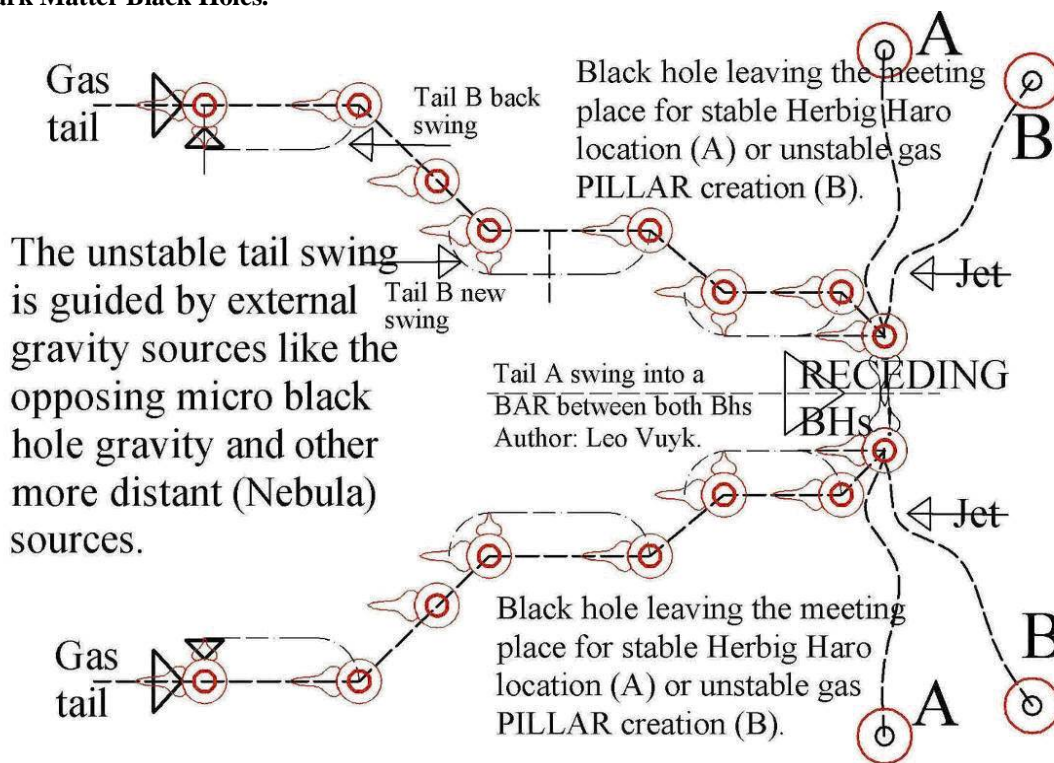 ark Matter Black Holes.
Gas
tail
Tail B back
swing
Black hole leaving the meeting
place for stable Herbig Haro
location (A) or unstable gas
PILLAR creation (B).
A
B
The unstable tail swing
is guided by external
gravity sources like the
opposing micro black
hole gravity and other
more distant (Nebula)
sources.
Tail B new
swing
Jet
Tail A swing into a
BAR between both Bhs
Author: Leo Vuyk.
RECEDING
BHs
Jet
Gas
tail
Black hole leaving the meeting
place for stable Herbig Haro
location (A) or unstable gas
PILLAR creation (B).
A
B